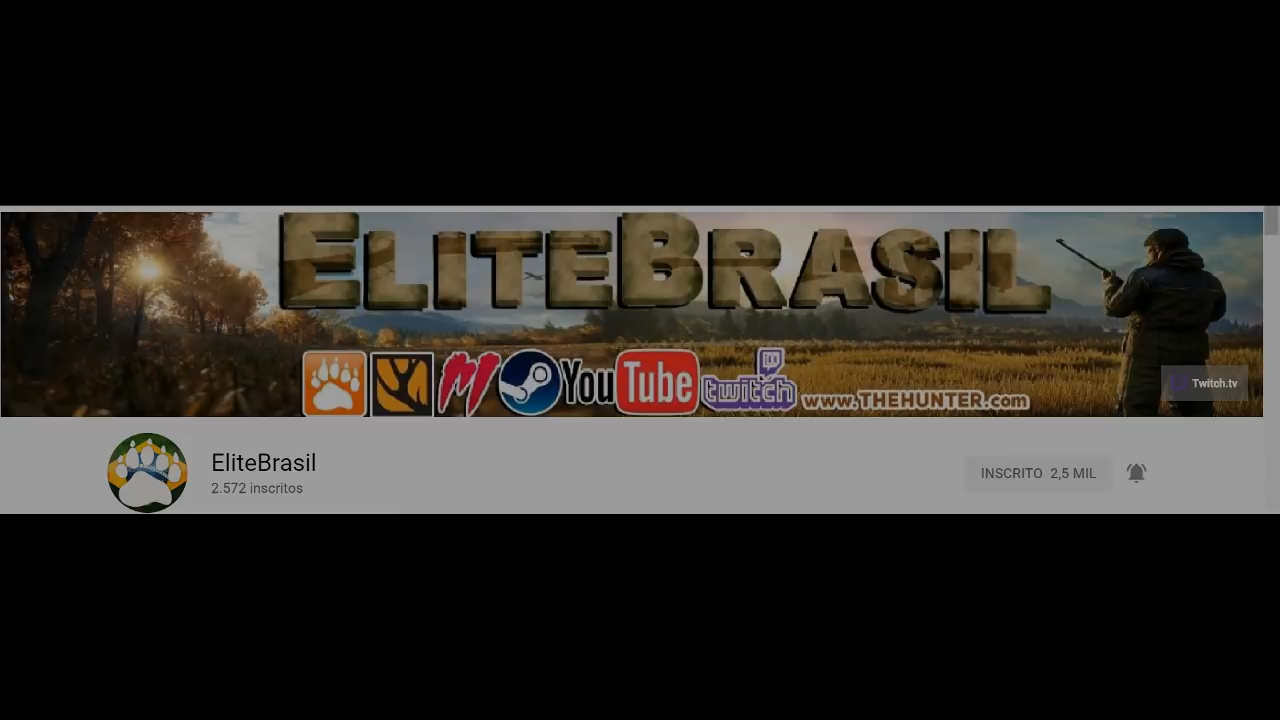 ELITEBRASIL
M
YouTube
twitch
www.THEHUNTER.com
Twitch.tv
EliteBrasil
2.572 inscritos
INSCRITO 2,5 MIL